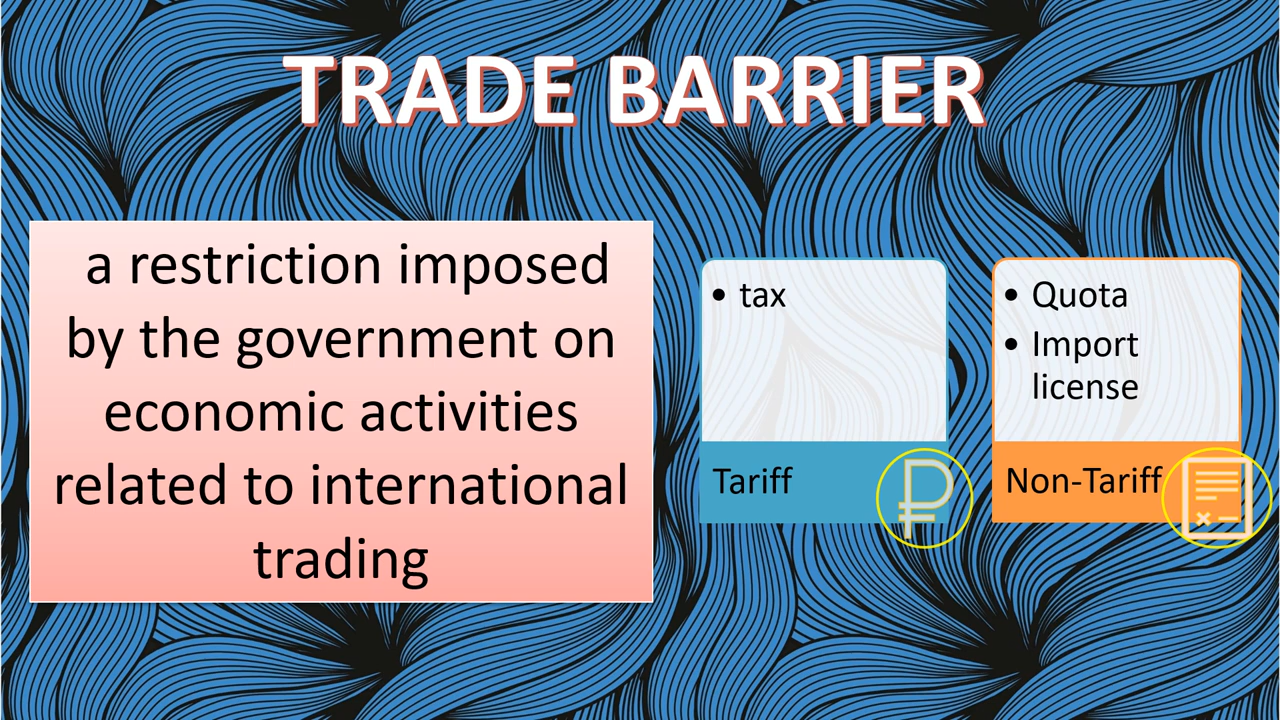 TRADE BARRIER
a restriction imposed
by the government on
economic activities
related to international
trading
• tax
Tariff
• Quota
• Import
license
Non-Tariff